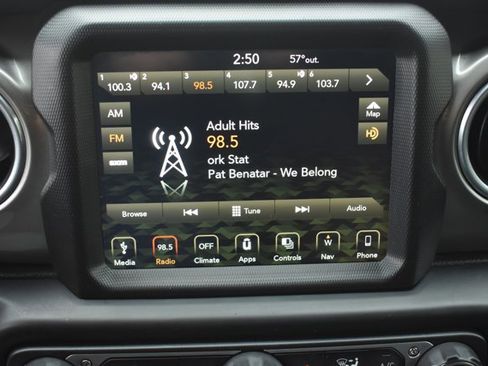 2:50 57°out.
1 2 3 4 5 6
100.3 94.1 98.5 107.7 94.9 103.7
AM
Map
Adult Hits
FM
98.5
HD
ork Stat
Pat Benatar - We Belong
Browse Tune Audio
98.5 OFF W
Media Radio Climate Apps Controls Nav Phone
A/C